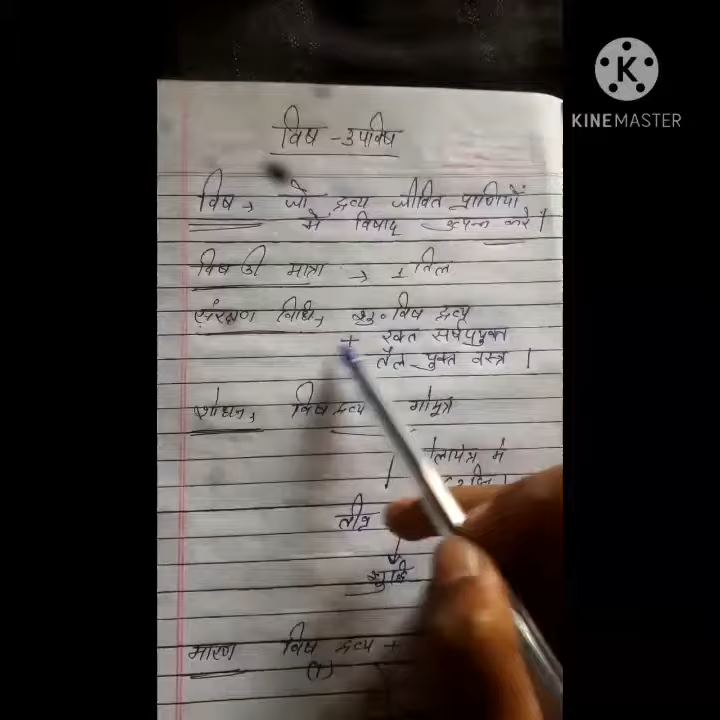 KINEMASTER
विष - उपविष
विष → जो द्रव्य जीवित प्राणियों
में विषाद उत्पन्न करे।
विष की मात्रा → 1 तिल
संरक्षण विधि → शु० विष द्रव्य
+ रक्त सर्षपयुक्त
तैल युक्त वस्त्र।
शोधन → विष द्रव्य गोमूत्र
में
तीव्र
शुद्धि
मारण विष द्रव्य +
(1)